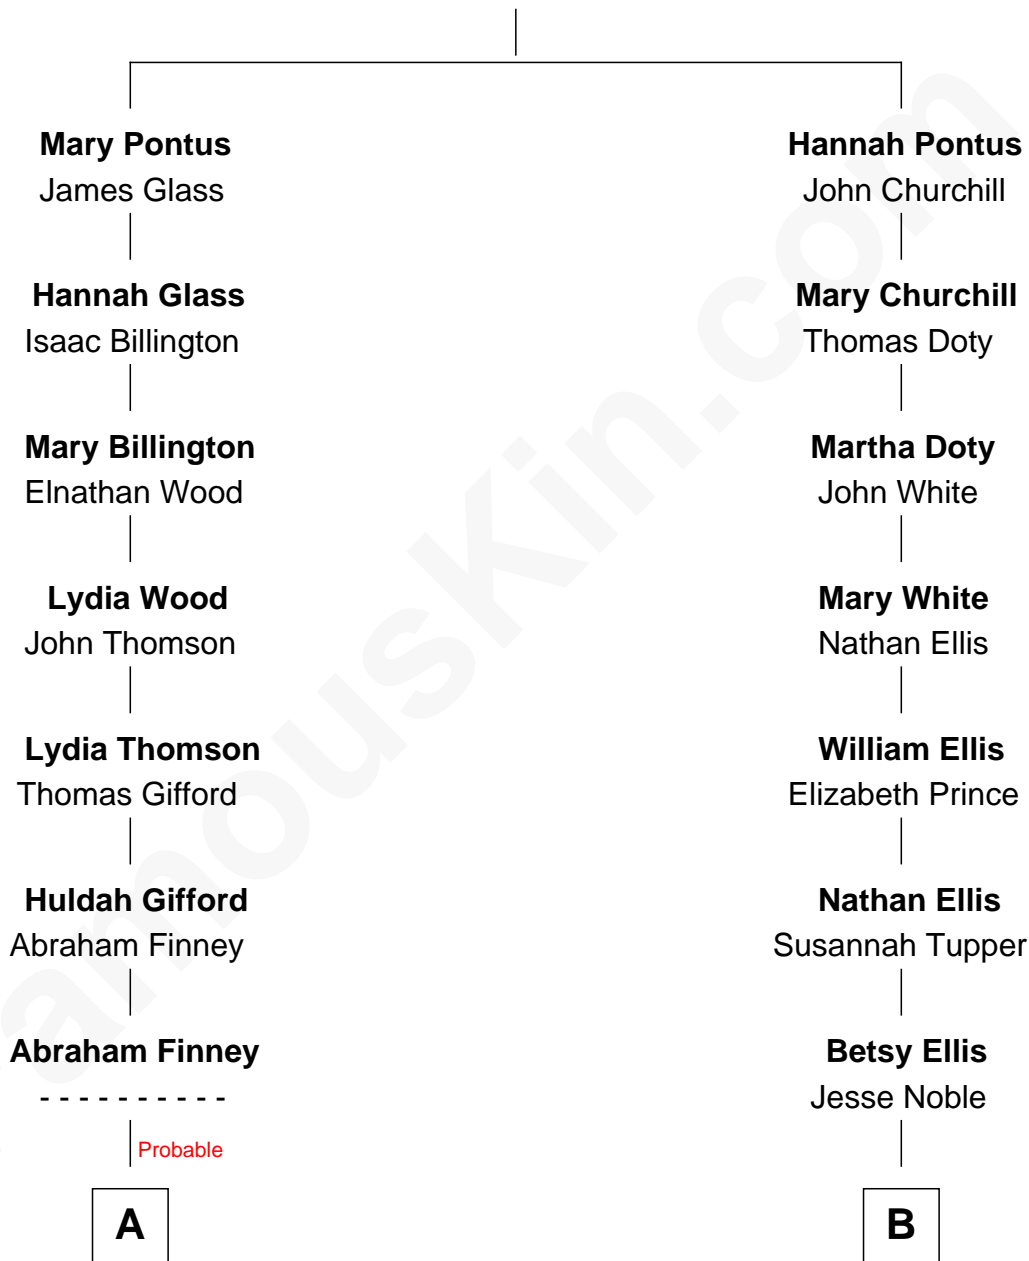 Mary Pontus
James Glass
Hannah Glass
Isaac Billington
Mary Billington
Elnathan Wood
Lydia Wood
John Thomson
Lydia Thomson
Thomas Gifford
Huldah Gifford
Abraham Finney
Abraham Finney
- - - - - - - - - -
Probable
A
Hannah Pontus
John Churchill
Mary Churchill
Thomas Doty
Martha Doty
John White
Mary White
Nathan Ellis
William Ellis
Elizabeth Prince
Nathan Ellis
Susannah Tupper
Betsy Ellis
Jesse Noble
B
amouskin.com